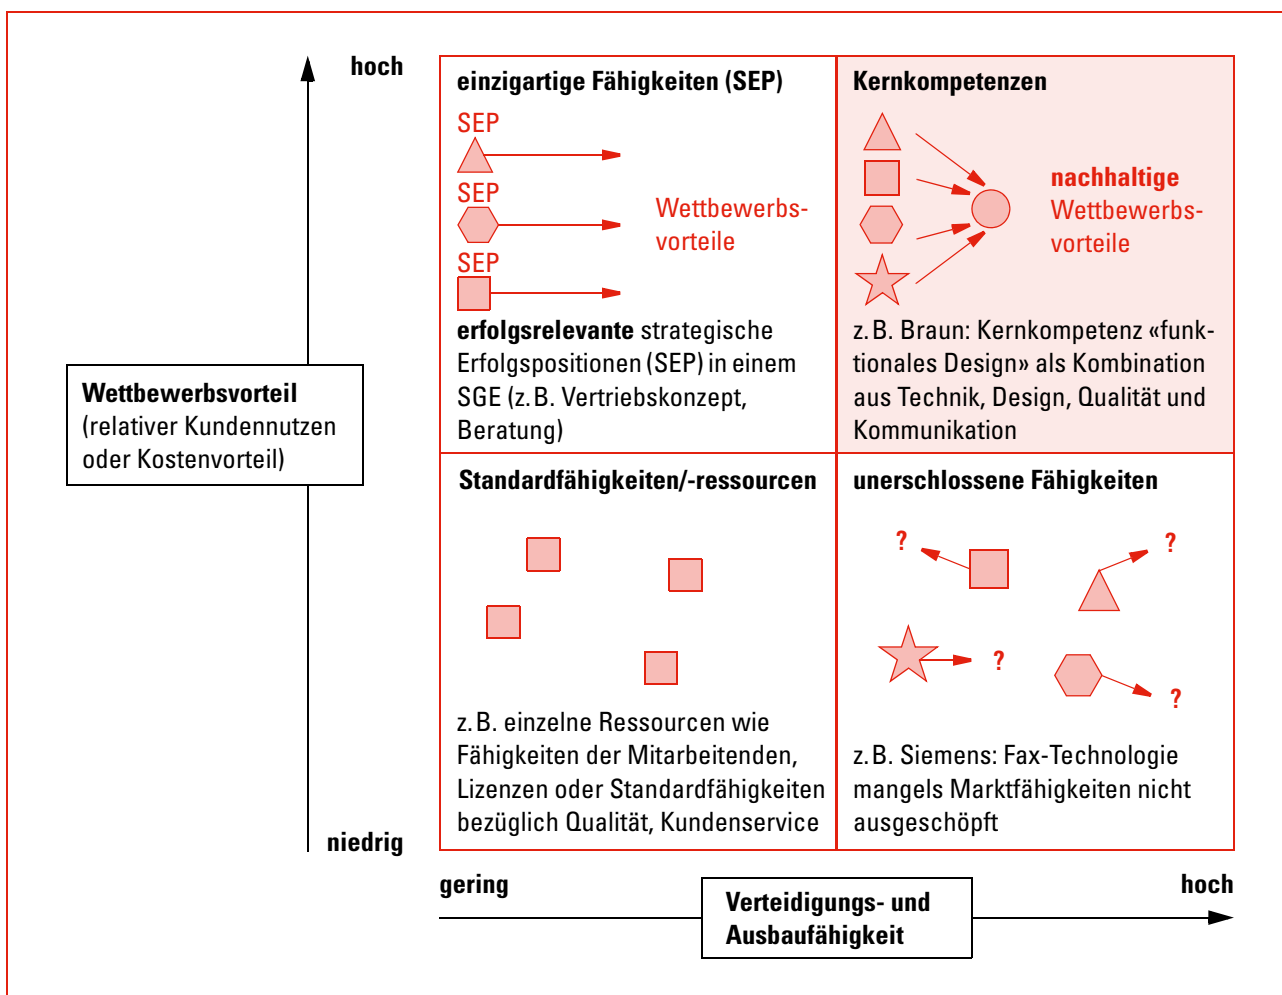 hoch
einzigartige Fähigkeiten (SEP)
SEP
SEP
SEP
Wettbewerbs-
vorteile
erfolgsrelevante strategische
Erfolgspositionen (SEP) in einem
SGE (z.B. Vertriebskonzept,
Beratung)
Kernkompetenzen
nachhaltige
Wettbewerbs-
vorteile
z.B. Braun: Kernkompetenz «funk-
tionales Design» als Kombination
aus Technik, Design, Qualität und
Kommunikation
Wettbewerbsvorteil
(relativer Kundennutzen
oder Kostenvorteil)
Standardfähigkeiten/-ressourcen
z.B. einzelne Ressourcen wie
Fähigkeiten der Mitarbeitenden,
Lizenzen oder Standardfähigkeiten
bezüglich Qualität, Kundenservice
unerschlossene Fähigkeiten
?
?
?
?
z.B. Siemens: Fax-Technologie
mangels Marktfähigkeiten nicht
ausgeschöpft
niedrig
gering
hoch
Verteidigungs- und
Ausbaufähigkeit